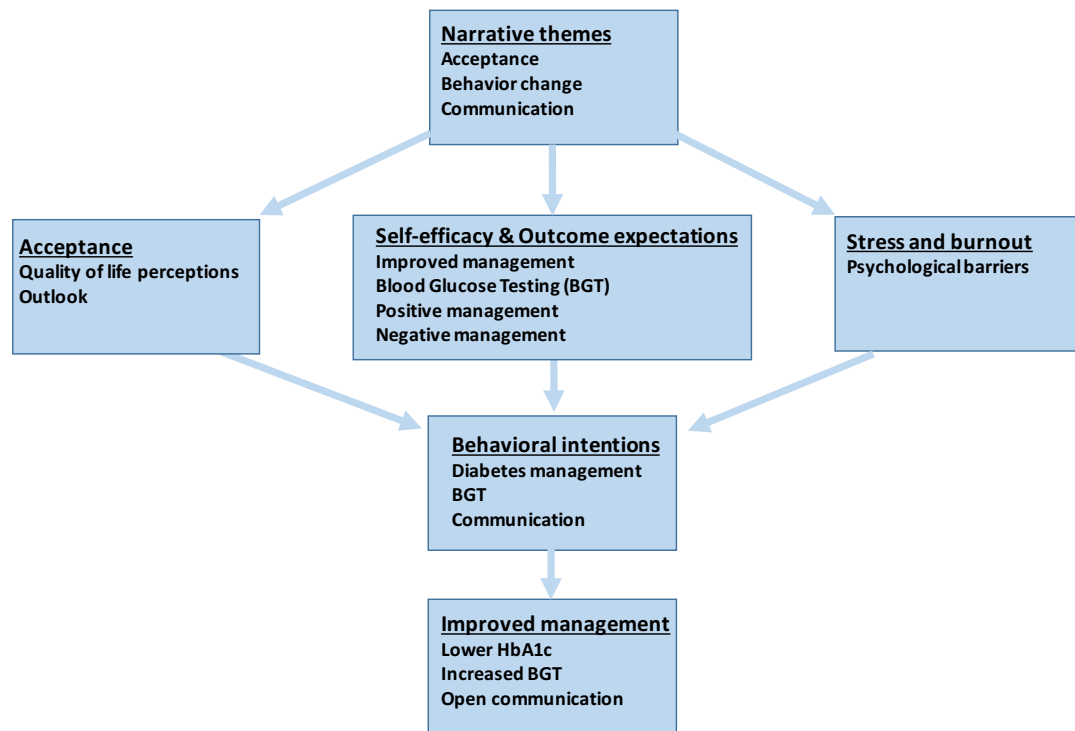 Narrative themes
Acceptance
Behavior change
Communication
Acceptance
Quality of life perceptions
Outlook
Self-efficacy & Outcome expectations
Improved management
Blood Glucose Testing (BGT)
Positive management
Negative management
Stress and burnout
Psychological barriers
Behavioral intentions
Diabetes management
BGT
Communication
Improved management
Lower HbA1c
Increased BGT
Open communication